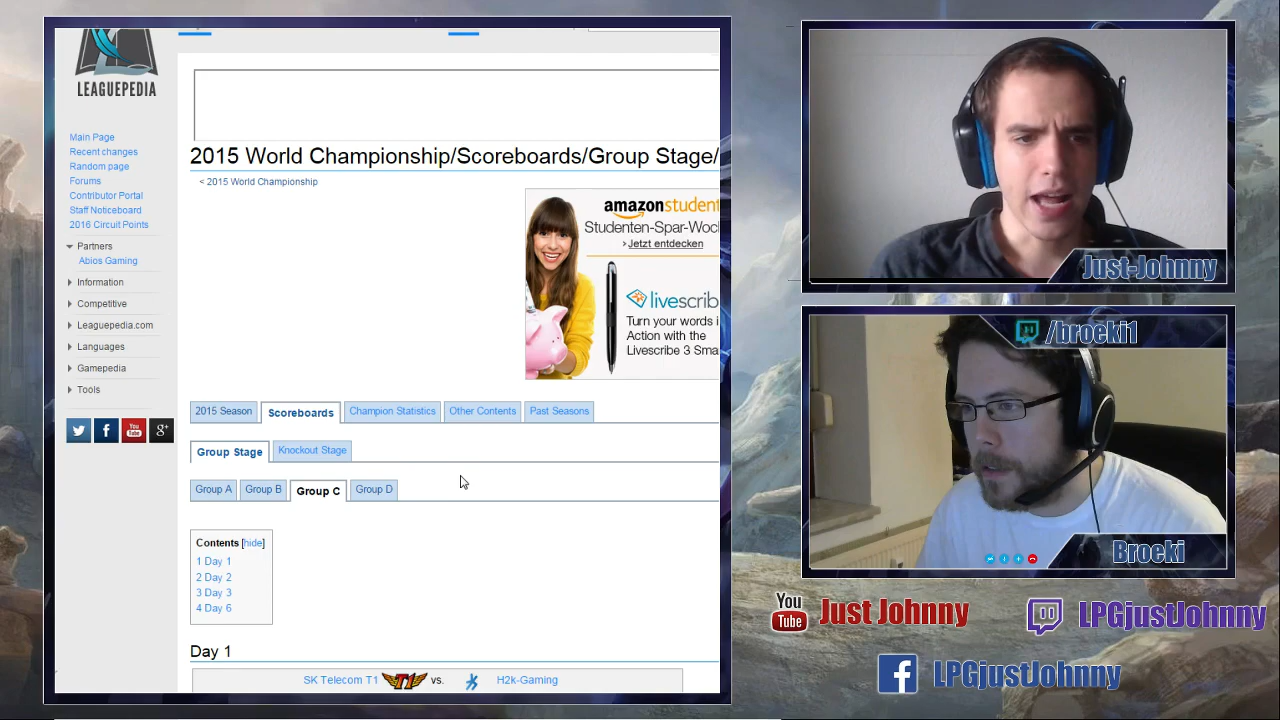 LEAGUEPEDIA
Main Page
Recent changes
Random page
Forums
Contributor Portal
Staff Noticeboard
2016 Circuit Points
Partners
Abios Gaming
Information
Competitive
Leaguepedia.com
Languages
Gamepedia
Tools
2015 World Championship/Scoreboards/Group Stage/
< 2015 World Championship
amazonstudent
Studenten-Spar-Woc
› Jetzt entdecken
livescrib
Turn your words i
Action with the
Livescribe 3 Sma
2015 Season Scoreboards Champion Statistics Other Contents Past Seasons
Group Stage Knockout Stage
Group A Group B Group C Group D
Contents [hide]
1 Day 1
2 Day 2
3 Day 3
4 Day 6
Day 1
SK Telecom T1 vs. H2k-Gaming
Just-Johnny
/broeki1
Broeki
You Tube Just Johnny
LPGjustJohnny
LPGjustJohnny